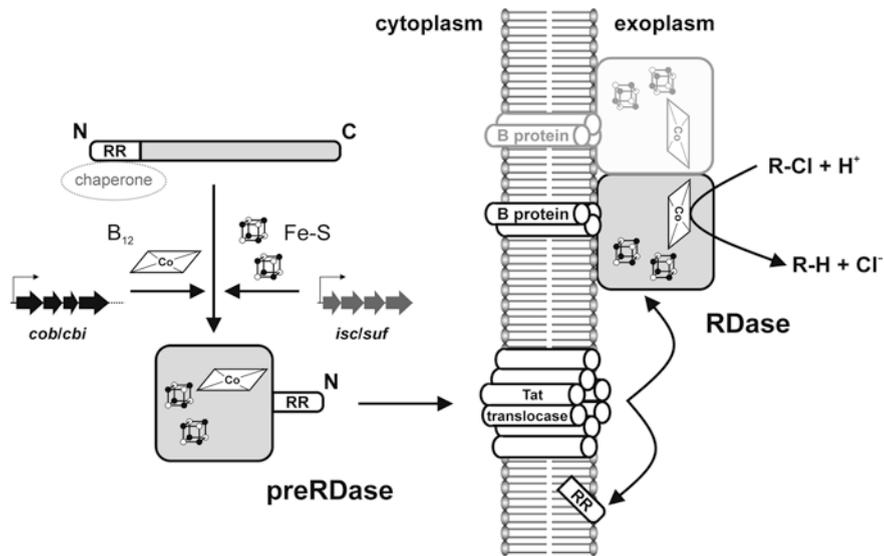 cytoplasm
exoplasm
N
C
RR
chaperone
B protein
Co
R-Cl + H⁺
B₁₂
Fe-S
B protein
Co
Co
R-H + Cl⁻
cob/cbi
isc/suf
RDase
Co
N
RR
Tat
translocase
preRDase
RR